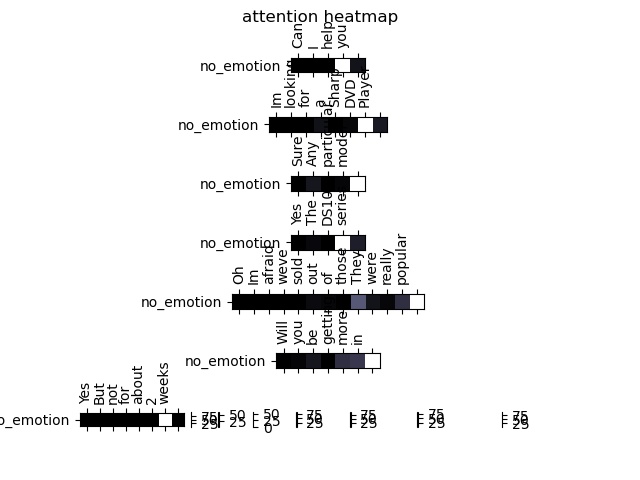 attention heatmap
Can I help you
no_emotion
Im looking for a Sharp DVD Player
no_emotion
Sure Any particular
no_emotion
Yes The DS10
no_emotion
Oh Im afraid weve sold out of those They were really popular
no_emotion
Will you be getting more in
no_emotion
Yes But not for about 2 weeks
o_emotion
75 50 50 75 75 75 75
50 50 50 50
25 25 25 25 25 25 25
0